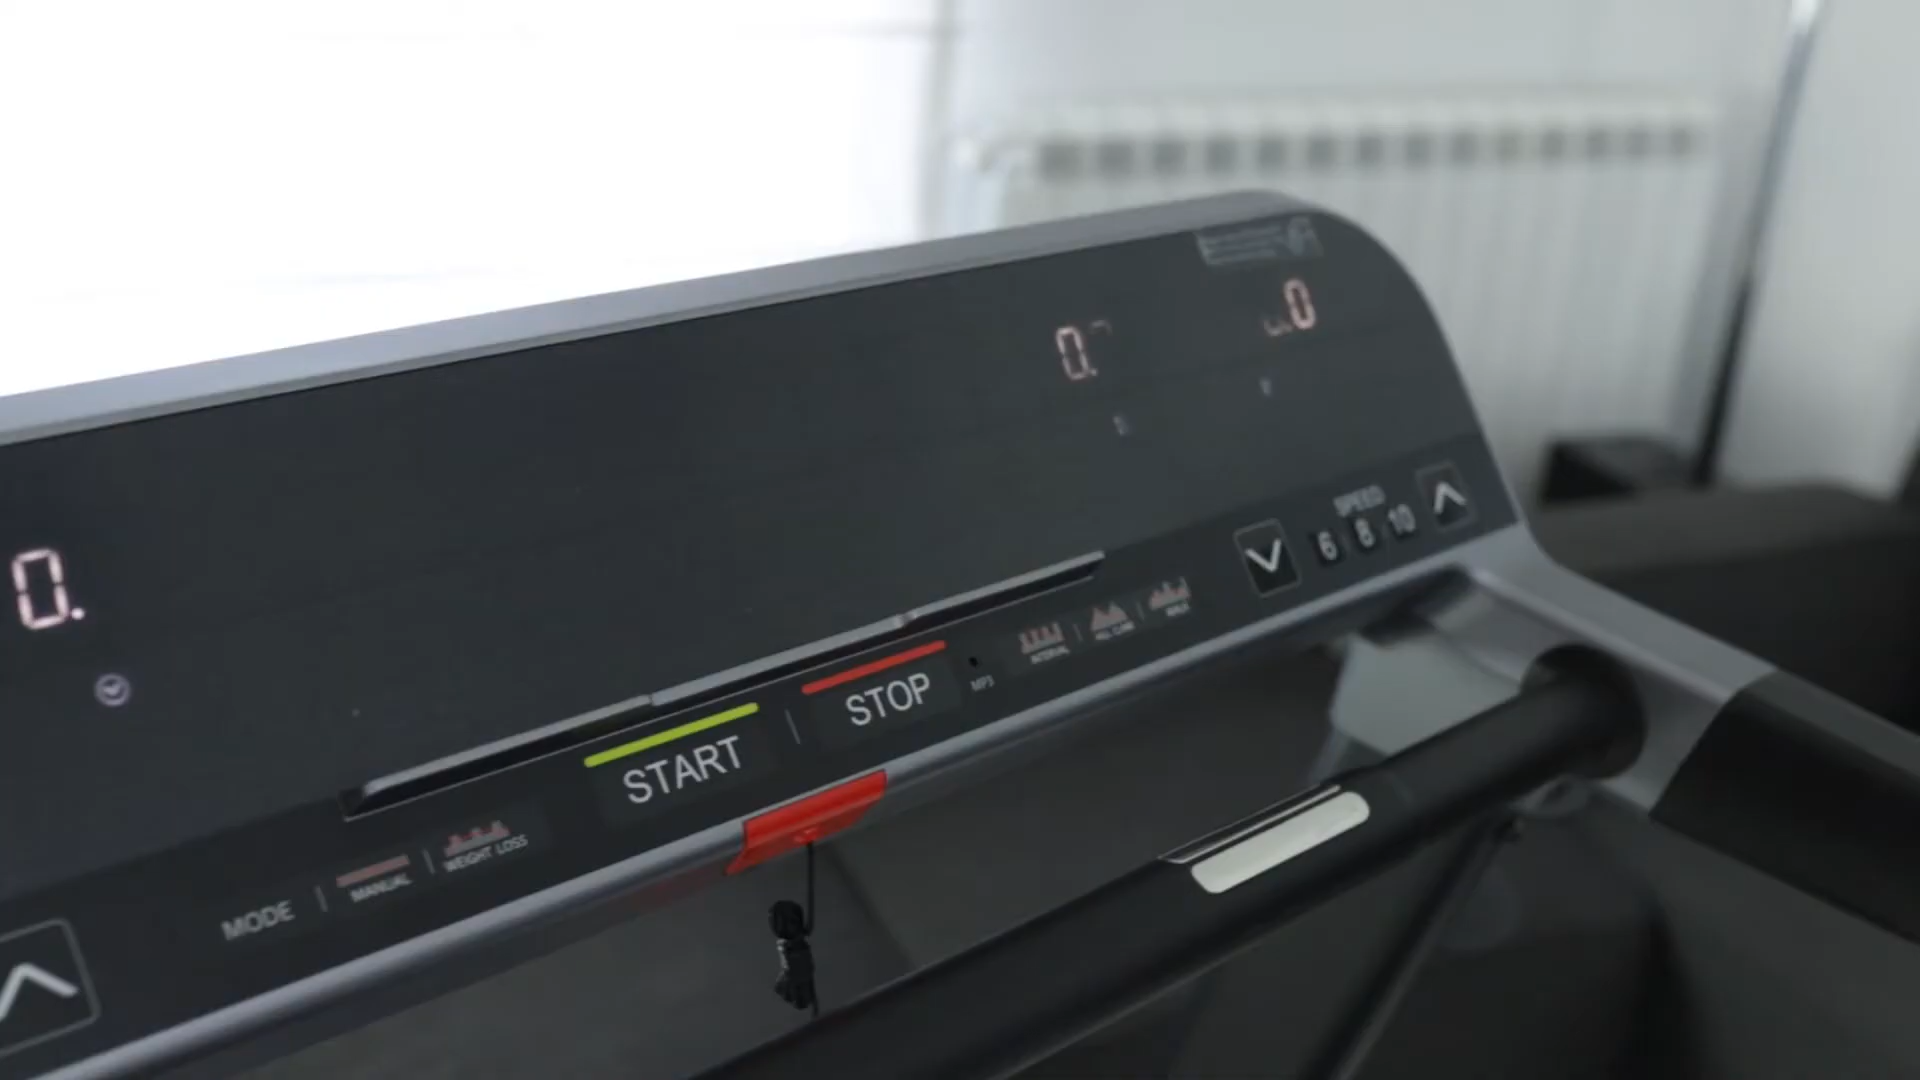 0.
0
0.
SPEED
6 8 10
START
STOP
MP3
MODE
MANUAL
WEIGHT LOSS